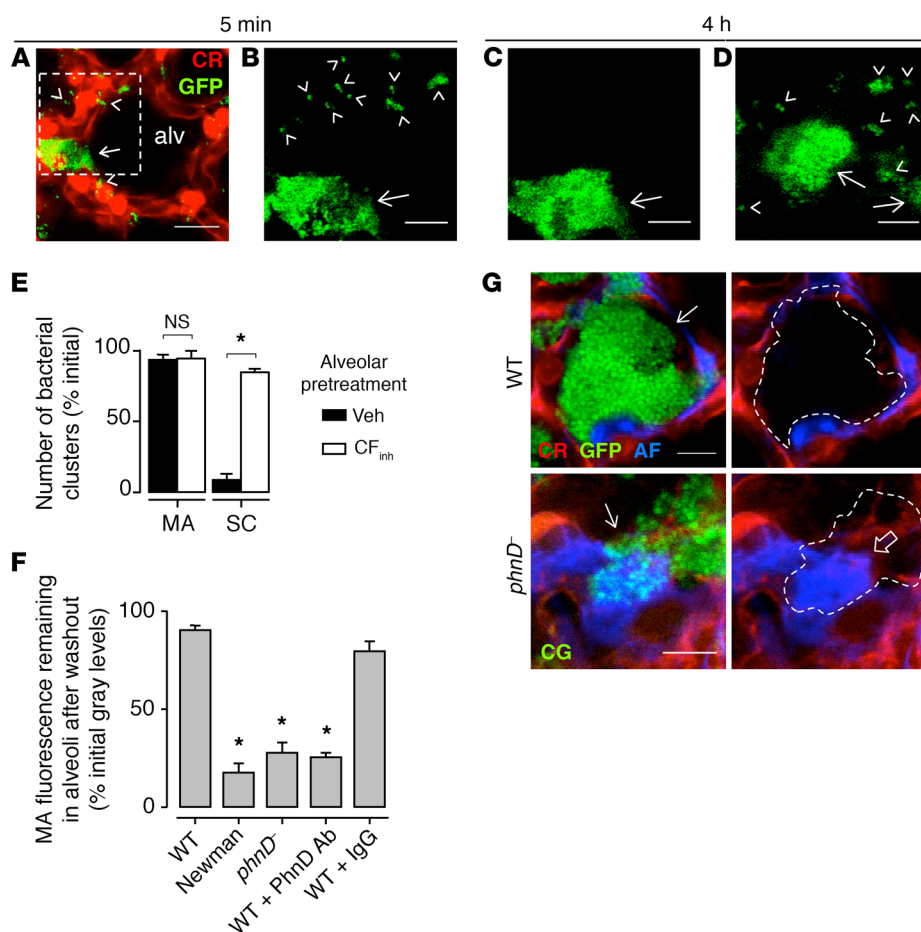 5 min
4 h
A
CR
GFP
alv
B
C
D
E
Number of bacterial
clusters (% initial)
100
50
0
NS
*
MA
SC
Alveolar
pretreatment
Veh
CFinh
F
MA fluorescence remaining
in alveoli after washout
(% initial gray levels)
100
50
0
*
*
*
WT
Newman
phnD-
WT + PhnD Ab
WT + IgG
G
WT
CR GFP AF
phnD-
CG